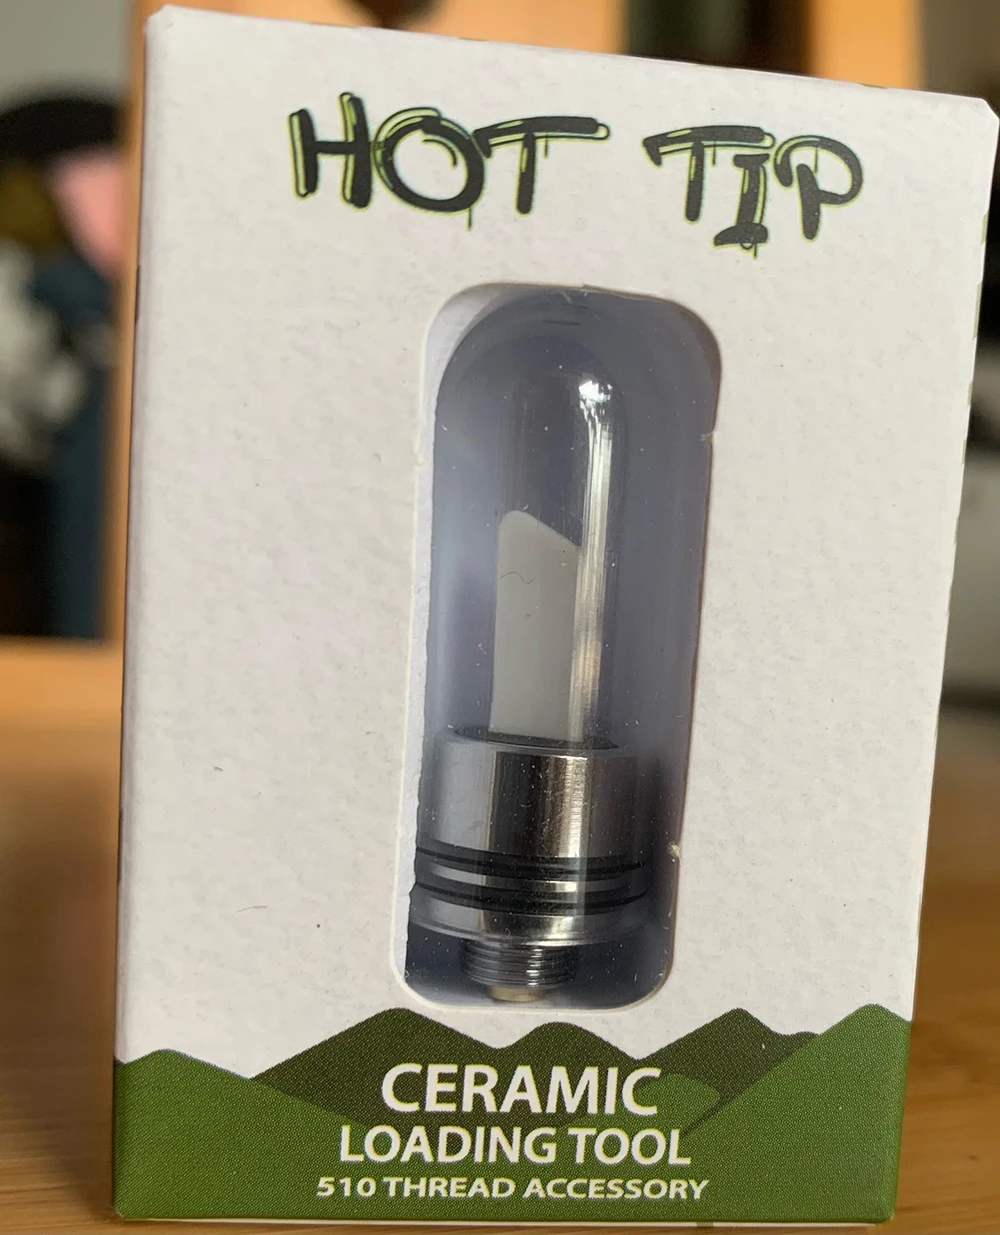 HOT TIP
CERAMIC
LOADING TOOL
510 THREAD ACCESSORY